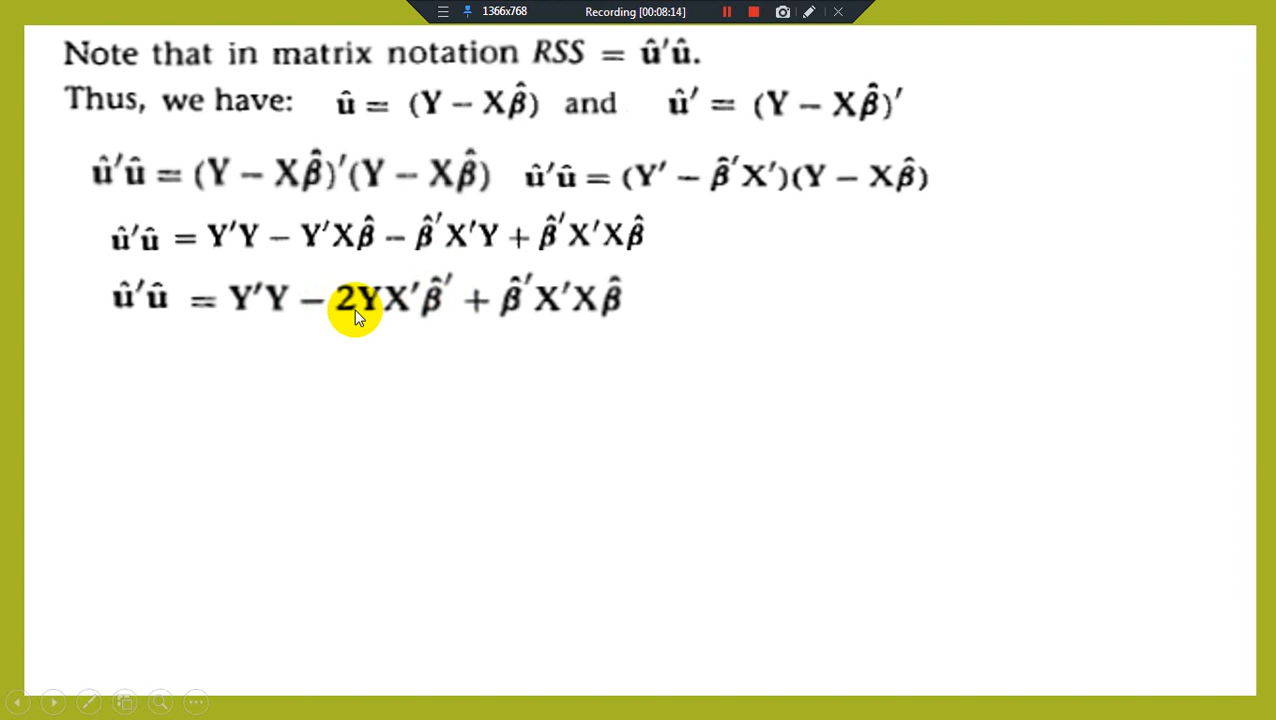 1366x768 Recording [00:08:14]
Note that in matrix notation RSS = û′û.
Thus, we have: û = (Y − Xβ̂) and û′ = (Y − Xβ̂)′
û′û = (Y − Xβ̂)′(Y − Xβ̂) û′û = (Y′ − β̂′X′)(Y − Xβ̂)
û′û = Y′Y − Y′Xβ̂ − β̂′X′Y + β̂′X′Xβ̂
û′û = Y′Y − 2YX′β̂′ + β̂′X′Xβ̂